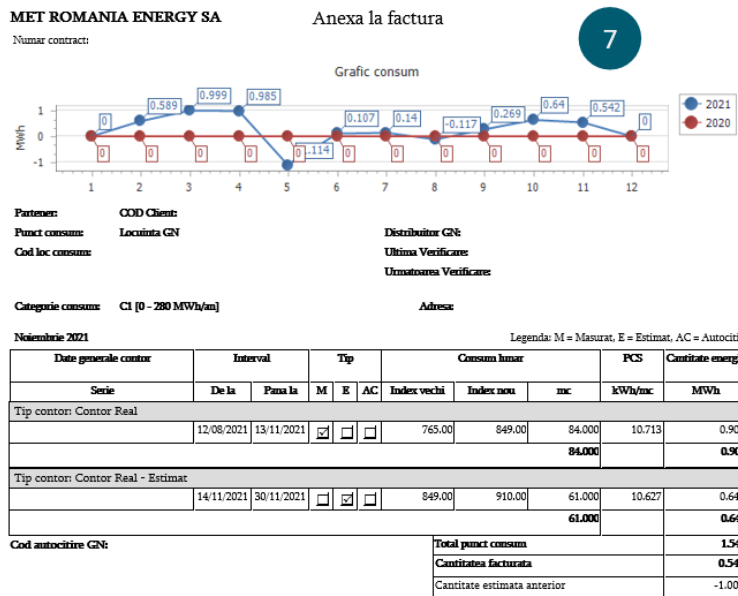 MET ROMANIA ENERGY SA
Anexa la factura
7
Numar contract:
Grafic consum
MWh
1
0
-1
0 0.589 0.999 0.985 .114 0.107 0.14 -0.117 0.269 0.64 0.542 0
0 0 0 0 0 0 0 0 0 0 0 0
1 2 3 4 5 6 7 8 9 10 11 12
2021
2020
Partener: COD Client:
Punct consum: Locuinta GN Distribuitor GN:
Cod loc consum: Ultima Verificare:
Urmatoarea Verificare:
Categorie consum: C1 [0 - 280 MWh/an] Adresa:
Noiembrie 2021 Legenda: M = Masurat, E = Estimat, AC = Autociti
Date generale contor Interval Tip Consum lunar PCS Cantitate energi
Serie De la Pana la M E AC Index vechi Index nou mc kWh/mc MWh
Tip contor: Contor Real
12/08/2021 13/11/2021 ☑ ☐ ☐ 765.00 849.00 84.000 10.713 0.90
84.000 0.90
Tip contor: Contor Real - Estimat
14/11/2021 30/11/2021 ☐ ☑ ☐ 849.00 910.00 61.000 10.627 0.64
61.000 0.64
Cod autocitire GN: Total punct consum 1.54
Cantitatea facturata 0.54
Cantitate estimata anterior -1.00